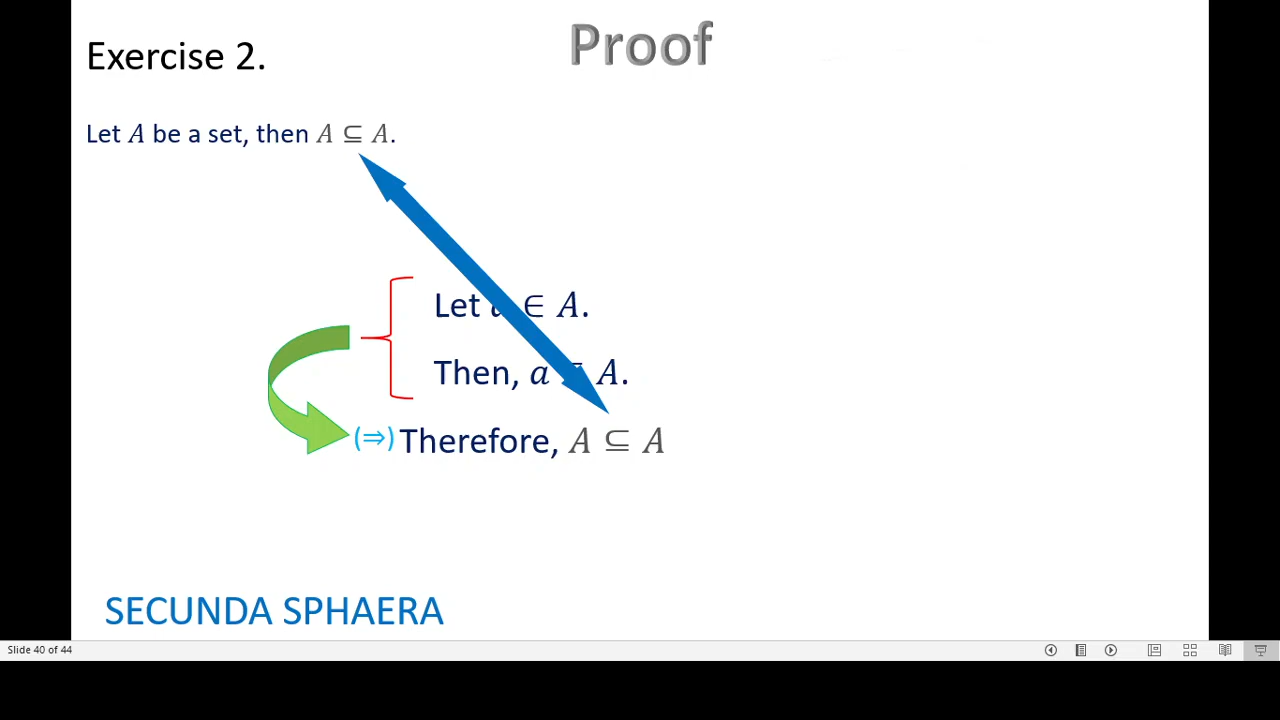 Proof
Exercise 2.
Let A be a set, then A ⊆ A.
Let a ∈ A.
Then, a ∈ A.
(⇒) Therefore, A ⊆ A
SECUNDA SPHAERA
Slide 40 of 44